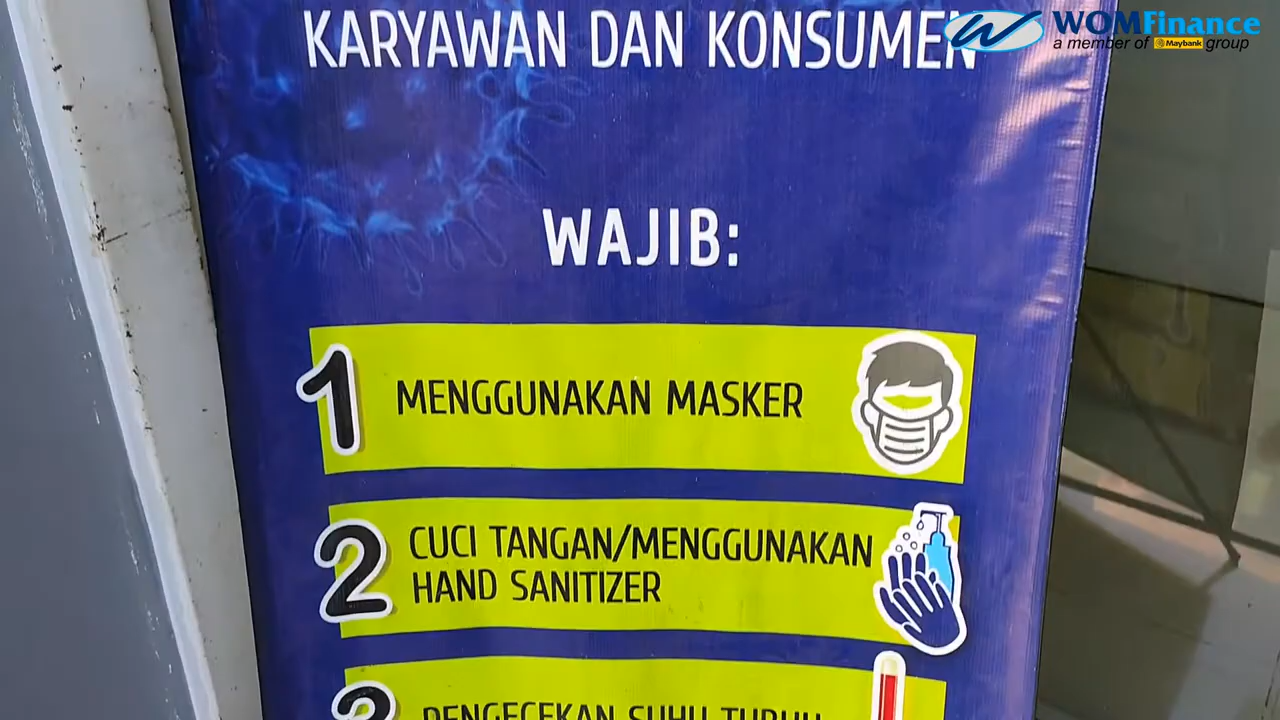 KARYAWAN DAN KONSUMEN
WOMFinance
a member of Maybank group
WAJIB:
1 MENGGUNAKAN MASKER
2 CUCI TANGAN/MENGGUNAKAN
HAND SANITIZER
3 PENGECEKAN SUHU TUBUH